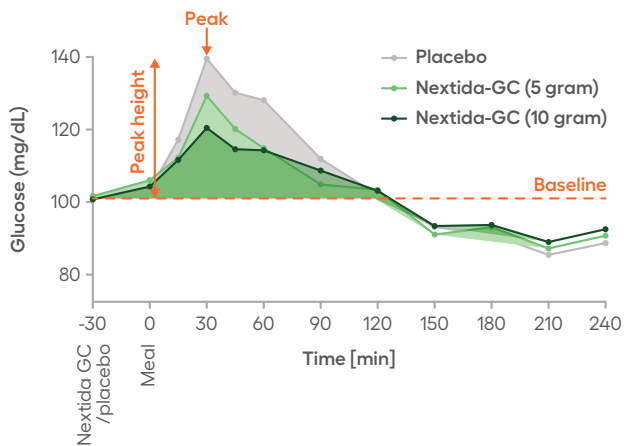 Peak
140
120
100
80
Glucose (mg/dL)
Peak height
Placebo
Nextida-GC (5 gram)
Nextida-GC (10 gram)
Baseline
-30
0
30
60
90
120
150
180
210
240
Nextida GC
/placebo
Meal
Time [min]